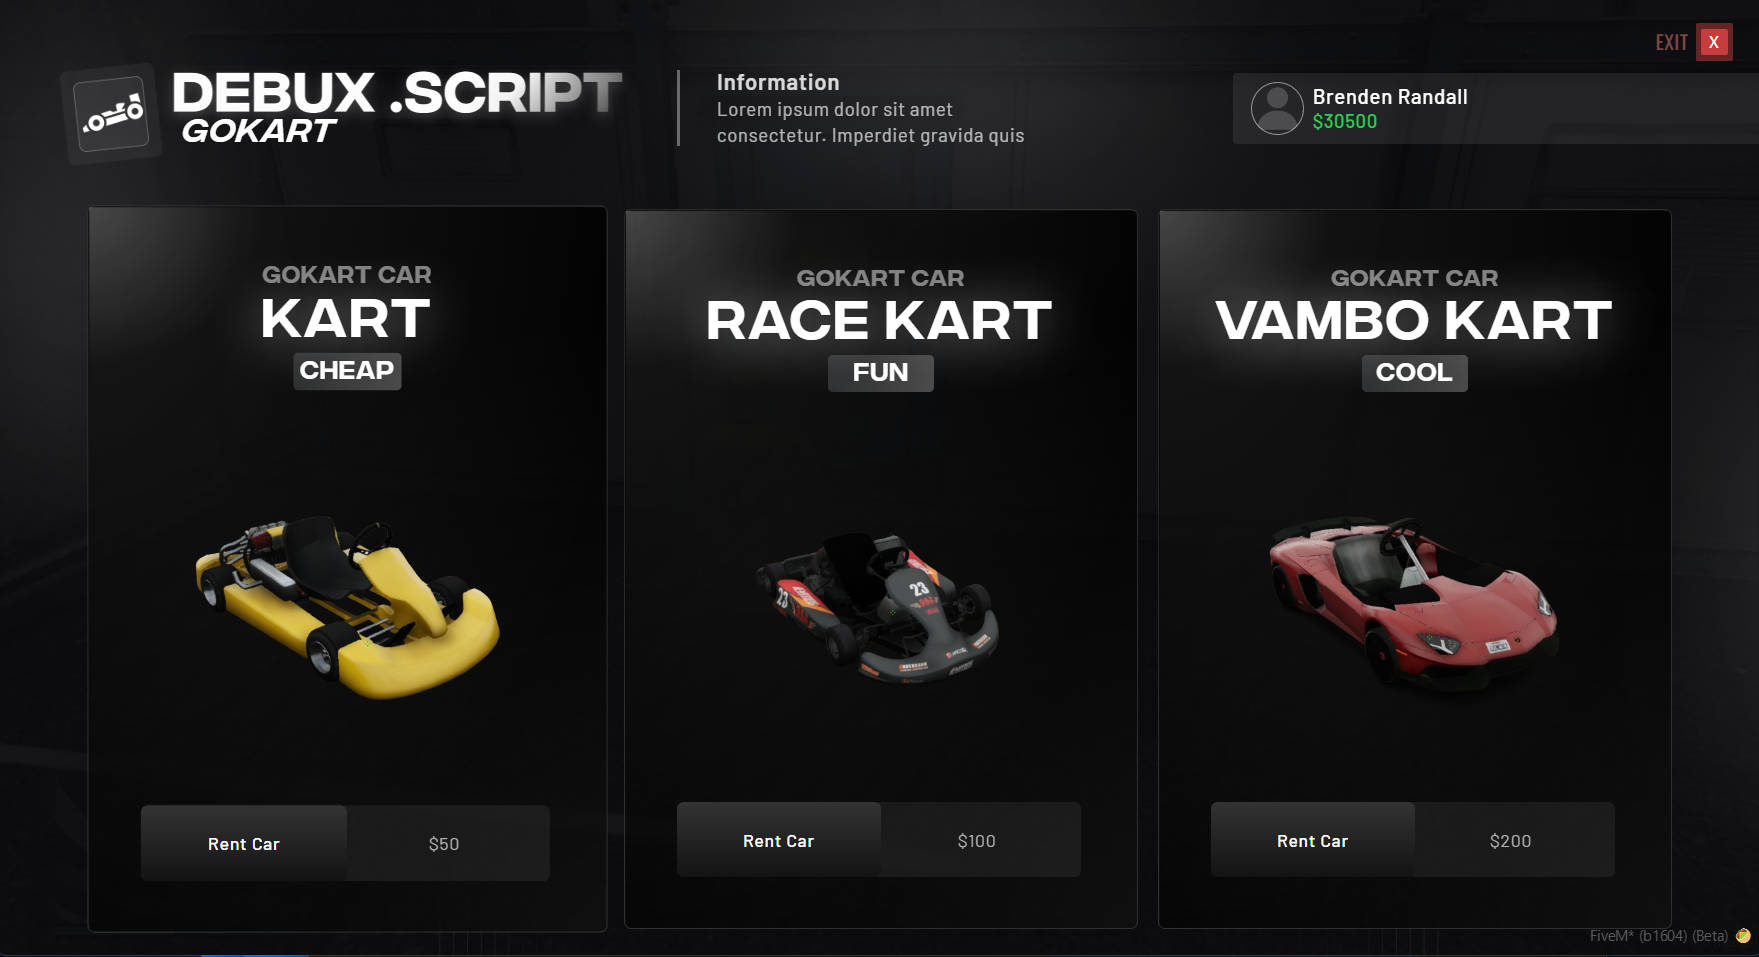 EXIT X
DEBUX .SCRIPT
GOKART
Information
Lorem ipsum dolor sit amet
consectetur. Imperdiet gravida quis
Brenden Randall
$30500
GOKART CAR
KART
CHEAP
Rent Car $50
GOKART CAR
RACE KART
FUN
23
23
Rent Car $100
GOKART CAR
VAMBO KART
COOL
Rent Car $200
FiveM* (b1604) (Beta)